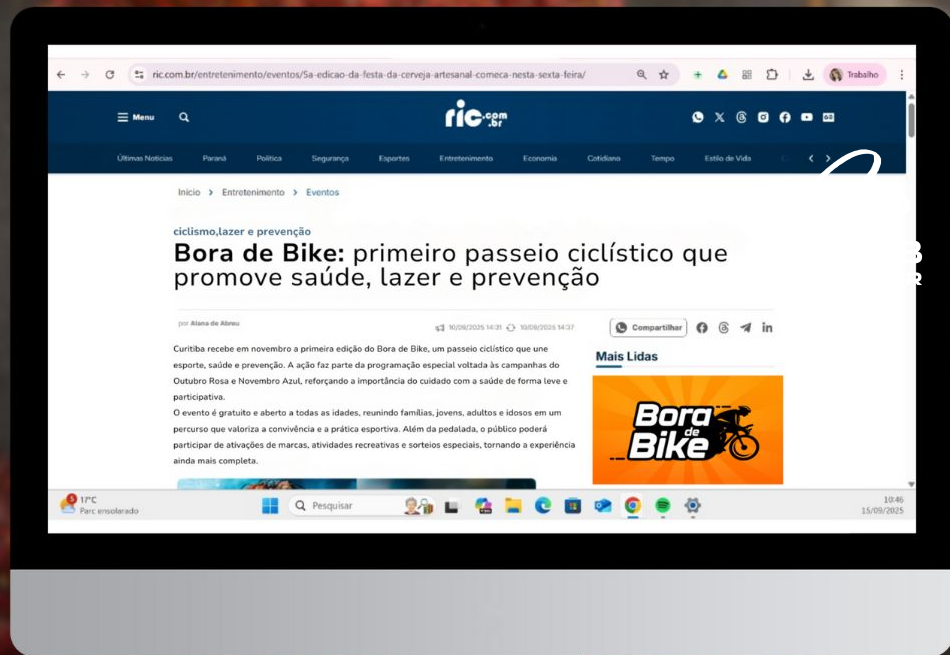 ric.com.br/entretenimento/eventos/5a-edicao-da-festa-da-cerveja-artesanal-comeca-nesta-sexta-feira/
Trabalho
Menu
ric.com.br
Últimas Notícias Paraná Política Segurança Esportes Entretenimento Economia Cotidiano Tempo Estilo de Vida
Início > Entretenimento > Eventos
ciclismo,lazer e prevenção
Bora de Bike: primeiro passeio ciclístico que
promove saúde, lazer e prevenção
por Alana de Abreu
10/09/2025 14:31 10/09/2025 14:37
Compartilhar
Curitiba recebe em novembro a primeira edição do Bora de Bike, um passeio ciclístico que une
esporte, saúde e prevenção. A ação faz parte da programação especial voltada às campanhas do
Outubro Rosa e Novembro Azul, reforçando a importância do cuidado com a saúde de forma leve e
participativa.
O evento é gratuito e aberto a todas as idades, reunindo famílias, jovens, adultos e idosos em um
percurso que valoriza a convivência e a prática esportiva. Além da pedalada, o público poderá
participar de ativações de marcas, atividades recreativas e sorteios especiais, tornando a experiência
ainda mais completa.
Mais Lidas
Bora
de
Bike
17°C
Parc ensolarado
Pesquisar
10:46
15/09/2025